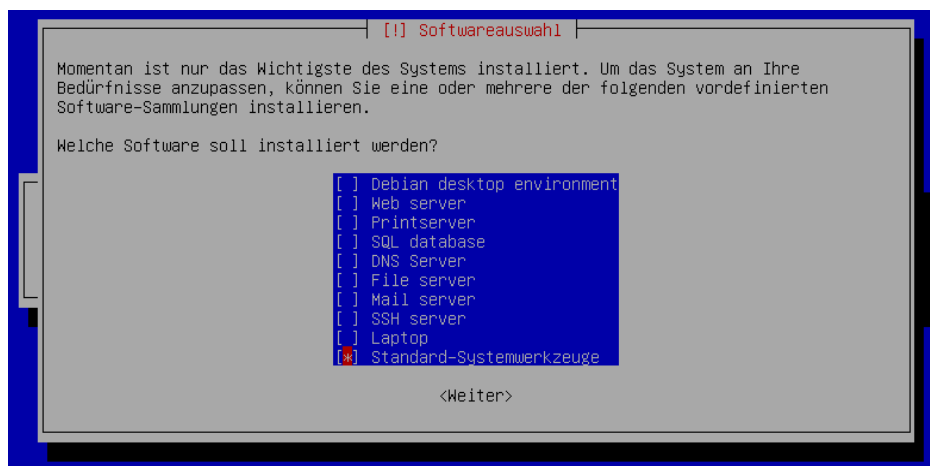 [!] Softwareauswahl
Momentan ist nur das Wichtigste des Systems installiert. Um das System an Ihre
Bedürfnisse anzupassen, können Sie eine oder mehrere der folgenden vordefinierten
Software-Sammlungen installieren.
Welche Software soll installiert werden?
[ ] Debian desktop environment
[ ] Web server
[ ] Printserver
[ ] SQL database
[ ] DNS Server
[ ] File server
[ ] Mail server
[ ] SSH server
[ ] Laptop
[*] Standard-Systemwerkzeuge
<Weiter>